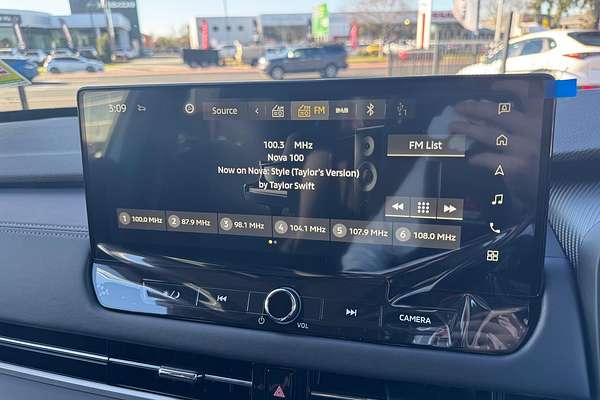 3:09
Source
FM
DAB
100.3 MHz
Nova 100
Now on Nova: Style (Taylor's Version)
by Taylor Swift
FM List
1 100.0 MHz
2 87.9 MHz
3 98.1 MHz
4 104.1 MHz
5 107.9 MHz
6 108.0 MHz
VOL
CAMERA